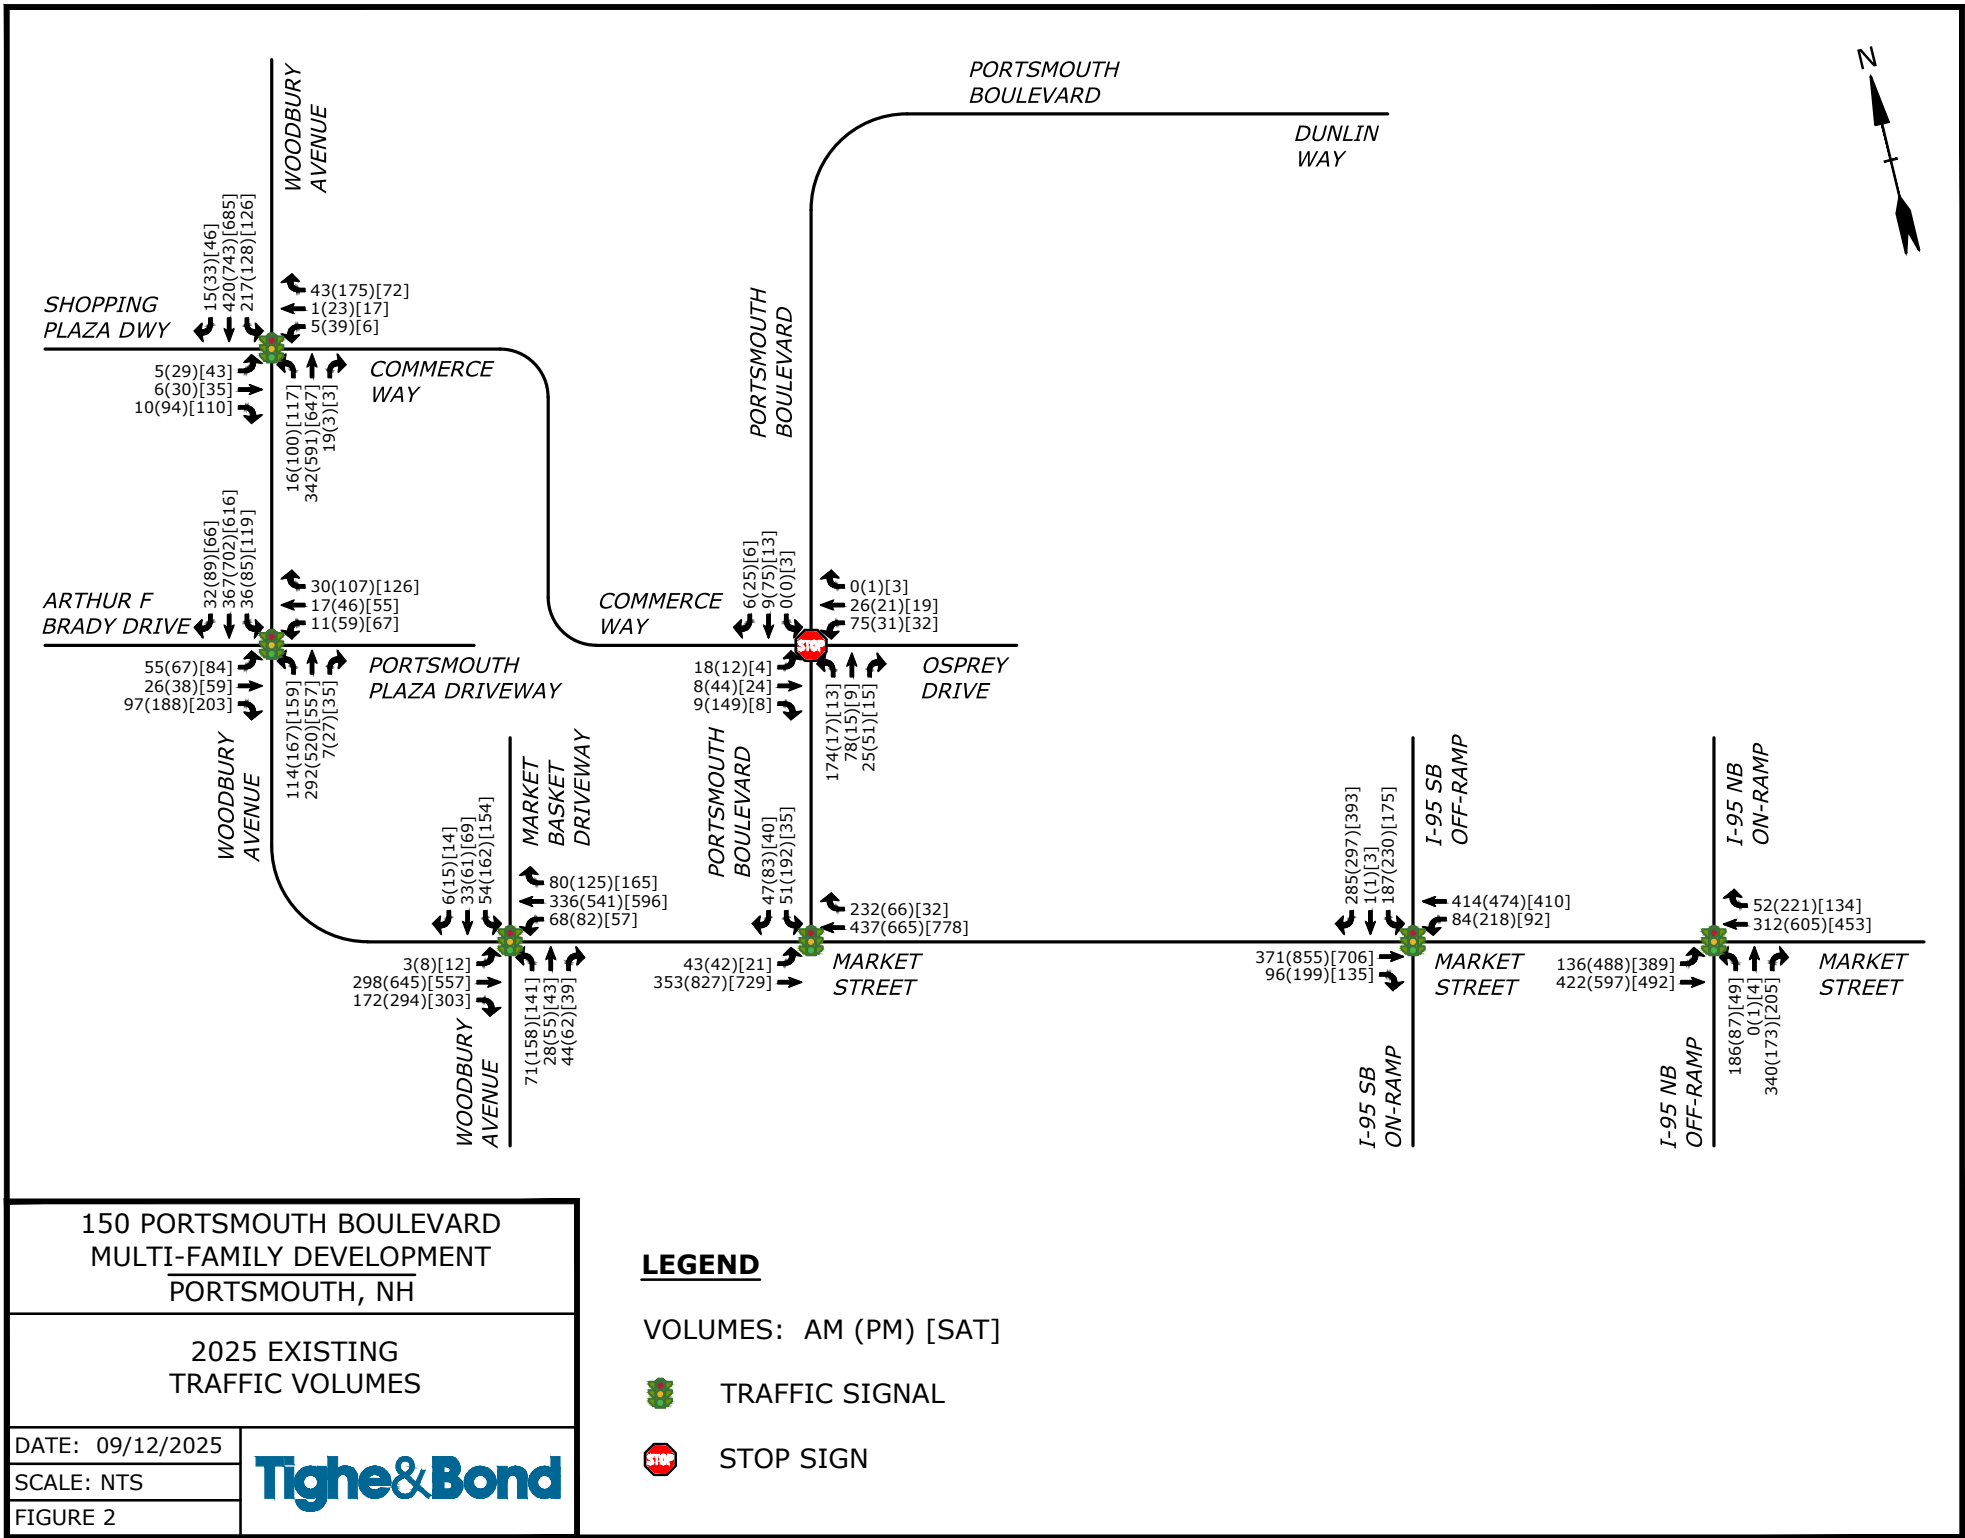 PORTSMOUTH
BOULEVARD
DUNLIN
WAY
N
WOODBURY
AVENUE
15(33)[46]
420(743)[685]
217(128)[126]
43(175)[72]
1(23)[17]
5(39)[6]
SHOPPING
PLAZA DWY
COMMERCE
WAY
5(29)[43]
6(30)[35]
10(94)[110]
16(100)[117]
342(591)[647]
19(3)[3]
PORTSMOUTH
BOULEVARD
32(89)[66]
367(702)[616]
36(85)[119]
30(107)[126]
17(46)[55]
11(59)[67]
ARTHUR F
BRADY DRIVE
PORTSMOUTH
PLAZA DRIVEWAY
55(67)[84]
26(38)[59]
97(188)[203]
114(167)[159]
292(520)[557]
7(27)[35]
WOODBURY
AVENUE
COMMERCE
WAY
6(25)[6]
9(75)[13]
0(0)[3]
0(1)[3]
26(21)[19]
75(31)[32]
STOP
OSPREY
DRIVE
18(12)[4]
8(44)[24]
9(149)[8]
174(17)[13]
78(15)[9]
25(51)[15]
PORTSMOUTH
BOULEVARD
MARKET
BASKET
DRIVEWAY
6(15)[14]
33(61)[69]
54(162)[154]
80(125)[165]
336(541)[596]
68(82)[57]
3(8)[12]
298(645)[557]
172(294)[303]
71(158)[141]
28(55)[43]
44(62)[39]
WOODBURY
AVENUE
47(83)[40]
51(192)[35]
232(66)[32]
437(665)[778]
43(42)[21]
353(827)[729]
MARKET
STREET
I-95 SB
OFF-RAMP
285(297)[393]
1(1)[3]
187(230)[175]
414(474)[410]
84(218)[92]
371(855)[706]
96(199)[135]
MARKET
STREET
I-95 SB
ON-RAMP
I-95 NB
ON-RAMP
52(221)[134]
312(605)[453]
136(488)[389]
422(597)[492]
186(87)[49]
0(1)[4]
340(173)[205]
MARKET
STREET
I-95 NB
OFF-RAMP
150 PORTSMOUTH BOULEVARD
MULTI-FAMILY DEVELOPMENT
PORTSMOUTH, NH
2025 EXISTING
TRAFFIC VOLUMES
DATE: 09/12/2025
SCALE: NTS
FIGURE 2
Tighe&Bond
LEGEND
VOLUMES: AM (PM) [SAT]
TRAFFIC SIGNAL
STOP
STOP SIGN